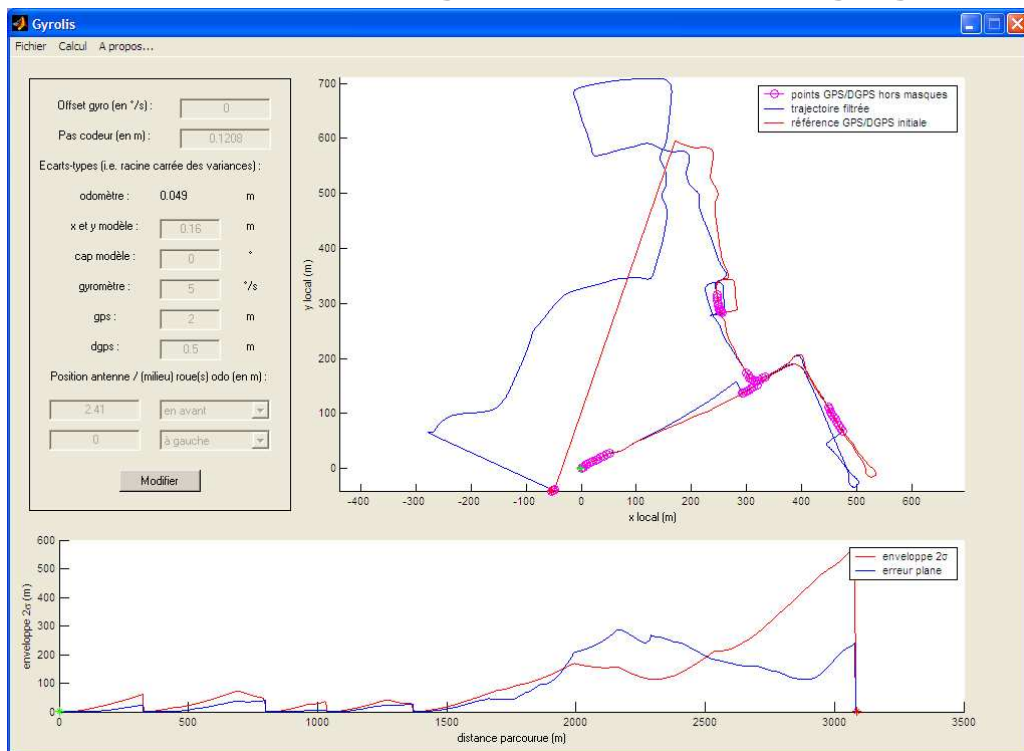 Gyrolis
Fichier Calcul A propos...
Offset gyro (en °/s) : 0
Pas codeur (en m) : 0.1208
Ecarts-types (i.e. racine carrée des variances) :
odomètre : 0.049 m
x et y modèle : 0.16 m
cap modèle : 0 °
gyromètre : 5 °/s
gps : 2 m
dgps : 0.5 m
Position antenne / (milieu) roue(s) odo (en m) :
2.41 en avant
0 à gauche
Modifier
points GPS/DGPS hors masques
trajectoire filtrée
référence GPS/DGPS initiale
y local (m)
700
600
500
400
300
200
100
0
-400 -300 -200 -100 0 100 200 300 400 500 600
x local (m)
enveloppe 2σ
erreur plane
enveloppe 2σ (m)
600
500
400
300
200
100
0
0 500 1000 1500 2000 2500 3000 3500
distance parcourue (m)